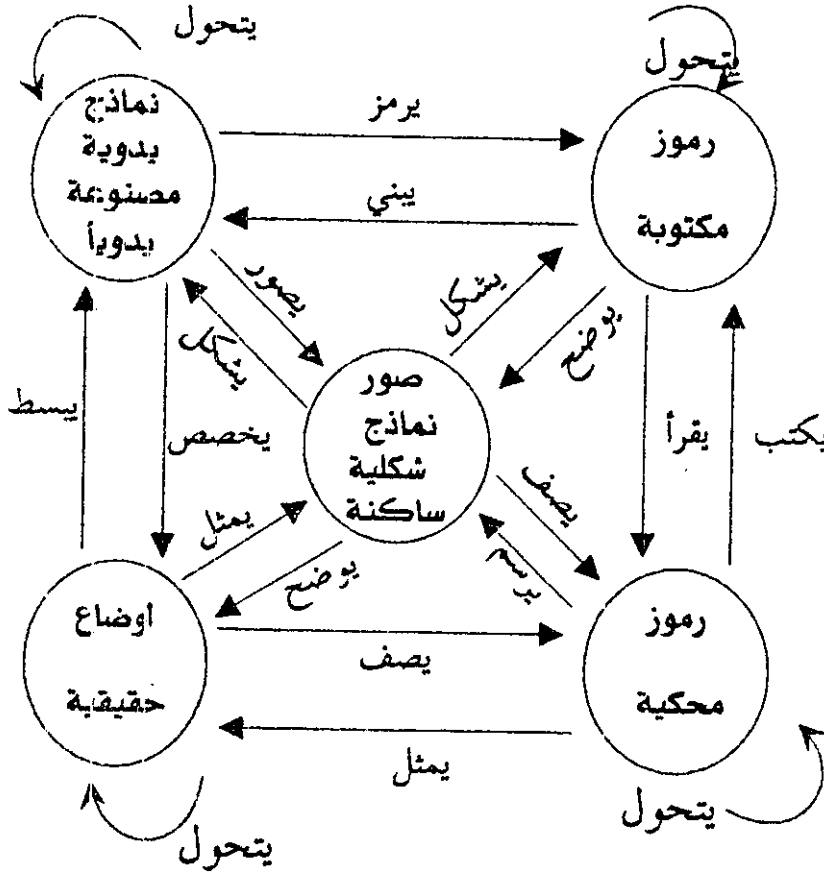 يتحول
يتحول
نماذج
يدوية
مصنوعة
يدوياً
يرمز
رموز
مكتوبة
يبني
يصور
يشكل
يشكل
يوضح
صور
نماذج
شكلية
ساكنة
يبسط
يخصص
يقرأ
يكتب
يمثل
يوضح
يصف
يرسم
اوضاع
حقيقية
يصف
رموز
محكية
يمثل
يتحول
يتحول